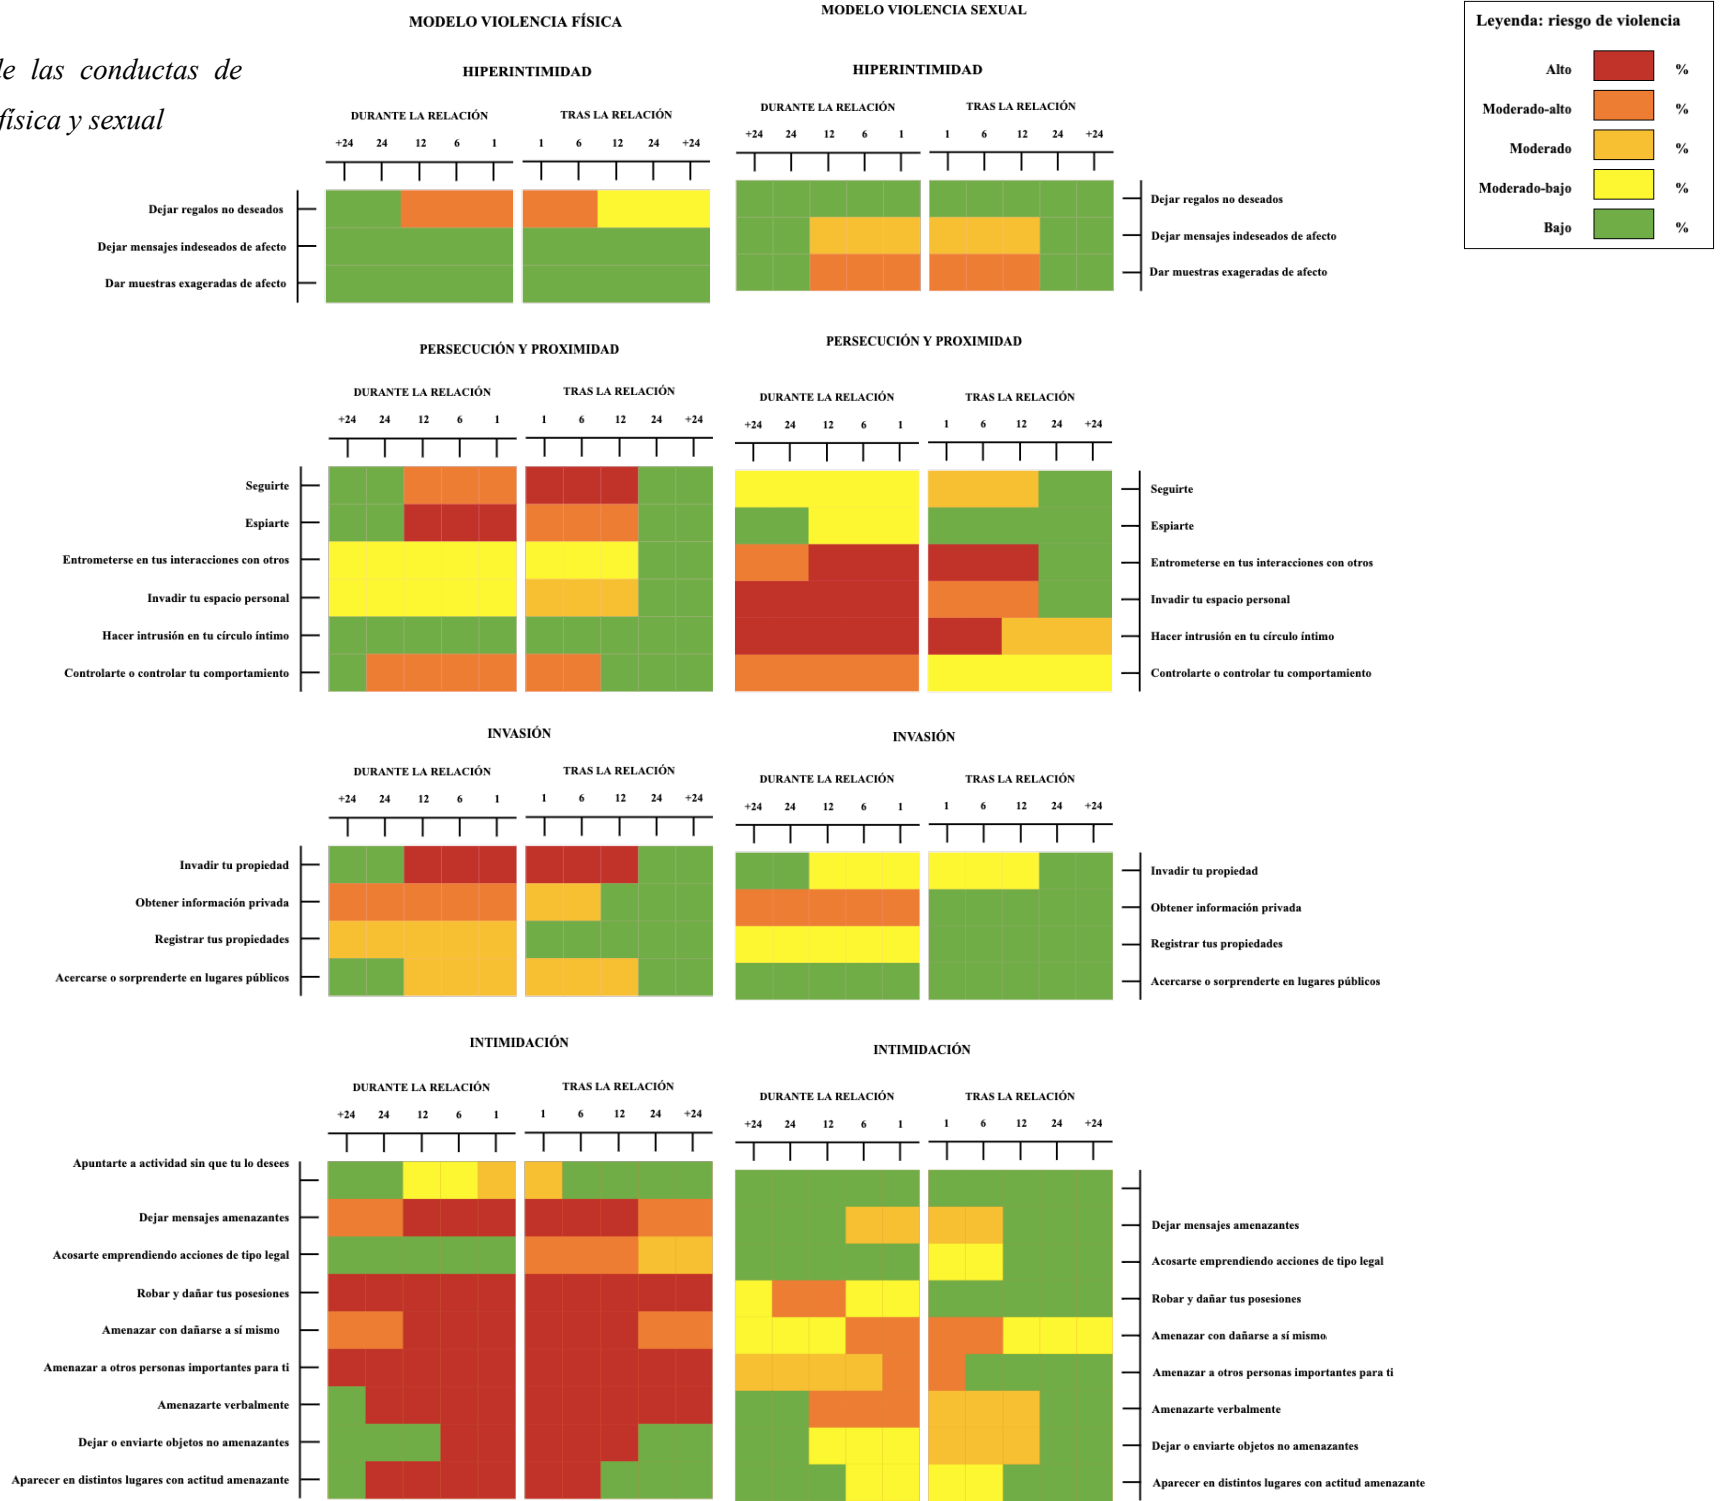 de las conductas de
física y sexual
MODELO VIOLENCIA FÍSICA
HIPERINTIMIDAD
DURANTE LA RELACIÓN TRAS LA RELACIÓN
+24 24 12 6 1 1 6 12 24 +24
Dejar regalos no deseados
Dejar mensajes indeseados de afecto
Dar muestras exageradas de afecto
PERSECUCIÓN Y PROXIMIDAD
DURANTE LA RELACIÓN TRAS LA RELACIÓN
+24 24 12 6 1 1 6 12 24 +24
Seguirte
Espiarte
Entrometerse en tus interacciones con otros
Invadir tu espacio personal
Hacer intrusión en tu círculo íntimo
Controlarte o controlar tu comportamiento
INVASIÓN
DURANTE LA RELACIÓN TRAS LA RELACIÓN
+24 24 12 6 1 1 6 12 24 +24
Invadir tu propiedad
Obtener información privada
Registrar tus propiedades
Acercarse o sorprenderte en lugares públicos
INTIMIDACIÓN
DURANTE LA RELACIÓN TRAS LA RELACIÓN
+24 24 12 6 1 1 6 12 24 +24
Apuntarte a actividad sin que tu lo desees
Dejar mensajes amenazantes
Acosarte emprendiendo acciones de tipo legal
Robar y dañar tus posesiones
Amenazar con dañarse a sí mismo
Amenazar a otros personas importantes para ti
Amenazarte verbalmente
Dejar o enviarte objetos no amenazantes
Aparecer en distintos lugares con actitud amenazante
MODELO VIOLENCIA SEXUAL
HIPERINTIMIDAD
DURANTE LA RELACIÓN TRAS LA RELACIÓN
+24 24 12 6 1 1 6 12 24 +24
Dejar regalos no deseados
Dejar mensajes indeseados de afecto
Dar muestras exageradas de afecto
PERSECUCIÓN Y PROXIMIDAD
DURANTE LA RELACIÓN TRAS LA RELACIÓN
+24 24 12 6 1 1 6 12 24 +24
Seguirte
Espiarte
Entrometerse en tus interacciones con otros
Invadir tu espacio personal
Hacer intrusión en tu círculo íntimo
Controlarte o controlar tu comportamiento
INVASIÓN
DURANTE LA RELACIÓN TRAS LA RELACIÓN
+24 24 12 6 1 1 6 12 24 +24
Invadir tu propiedad
Obtener información privada
Registrar tus propiedades
Acercarse o sorprenderte en lugares públicos
INTIMIDACIÓN
DURANTE LA RELACIÓN TRAS LA RELACIÓN
+24 24 12 6 1 1 6 12 24 +24
Dejar mensajes amenazantes
Acosarte emprendiendo acciones de tipo legal
Robar y dañar tus posesiones
Amenazar con dañarse a sí mismo
Amenazar a otros personas importantes para ti
Amenazarte verbalmente
Dejar o enviarte objetos no amenazantes
Aparecer en distintos lugares con actitud amenazante
Leyenda: riesgo de violencia
Alto %
Moderado-alto %
Moderado %
Moderado-bajo %
Bajo %